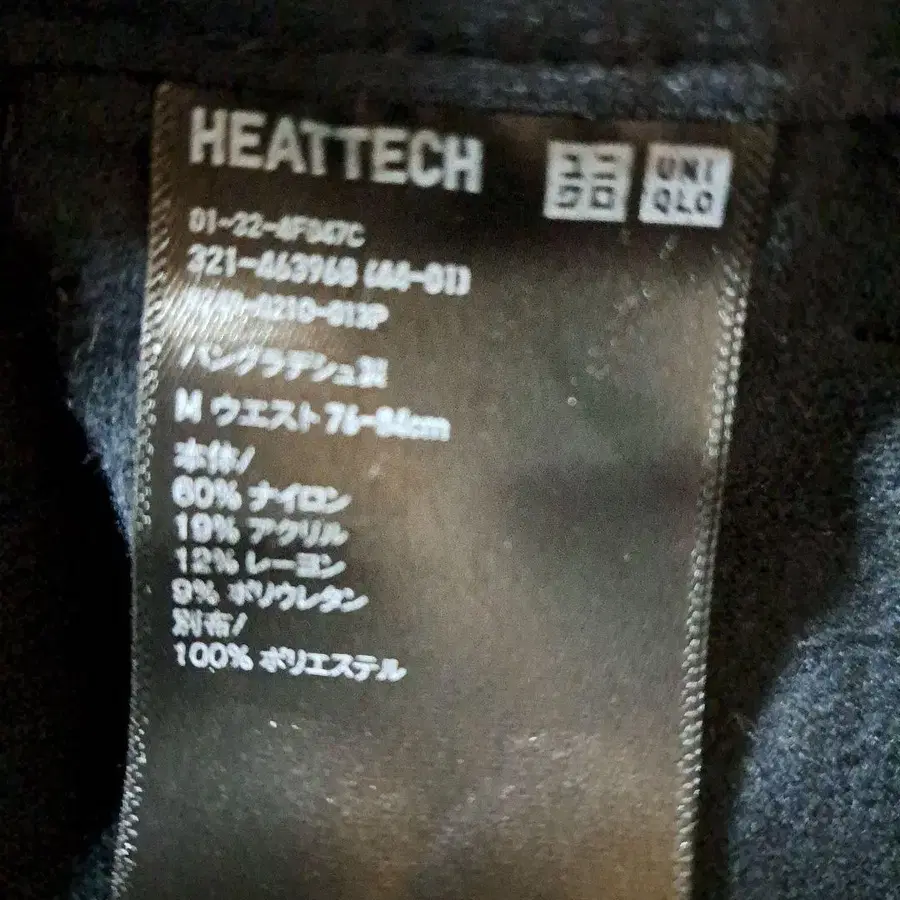 HEATTECH
ユニ
クロ
UNI
QLO
01-22-4F047C
321-463968 (44-01)
バングラデシュ製
M ウエスト 76-84cm
本体/
60% ナイロン
19% アクリル
12% レーヨン
9% ポリウレタン
別布/
100% ポリエステル